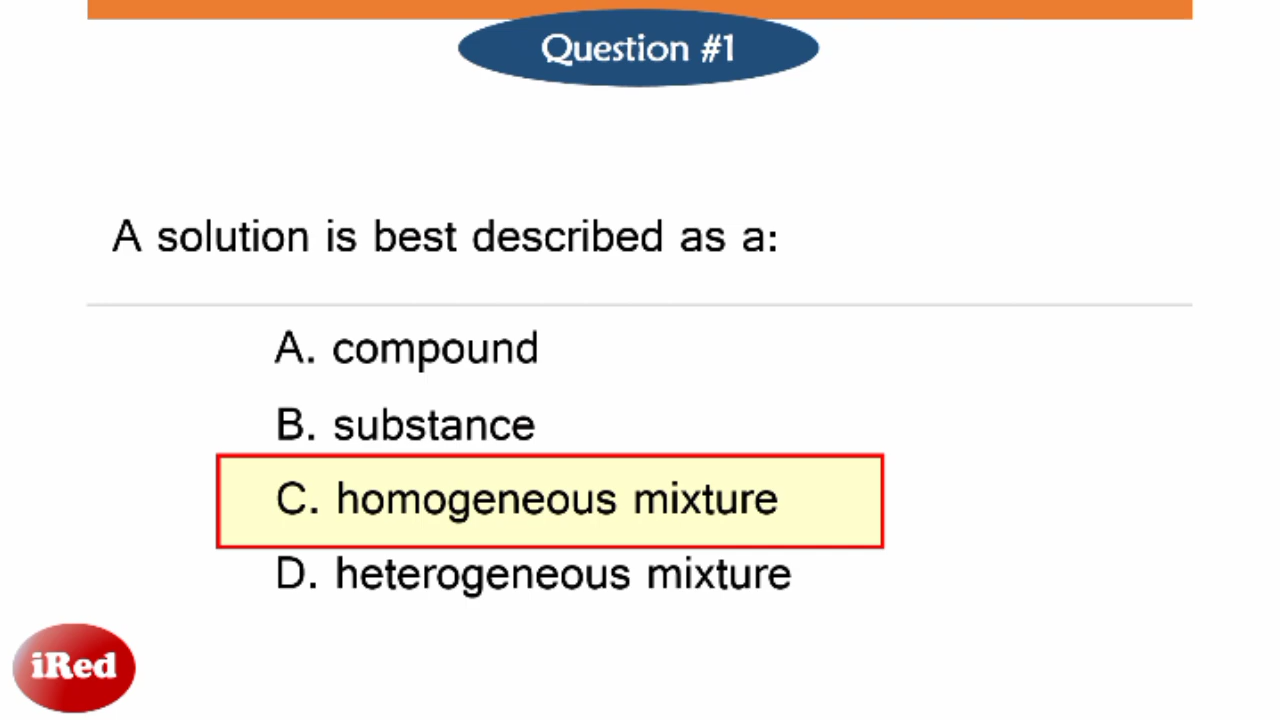 Question #1
A solution is best described as a:
A. compound
B. substance
C. homogeneous mixture
D. heterogeneous mixture
iRed